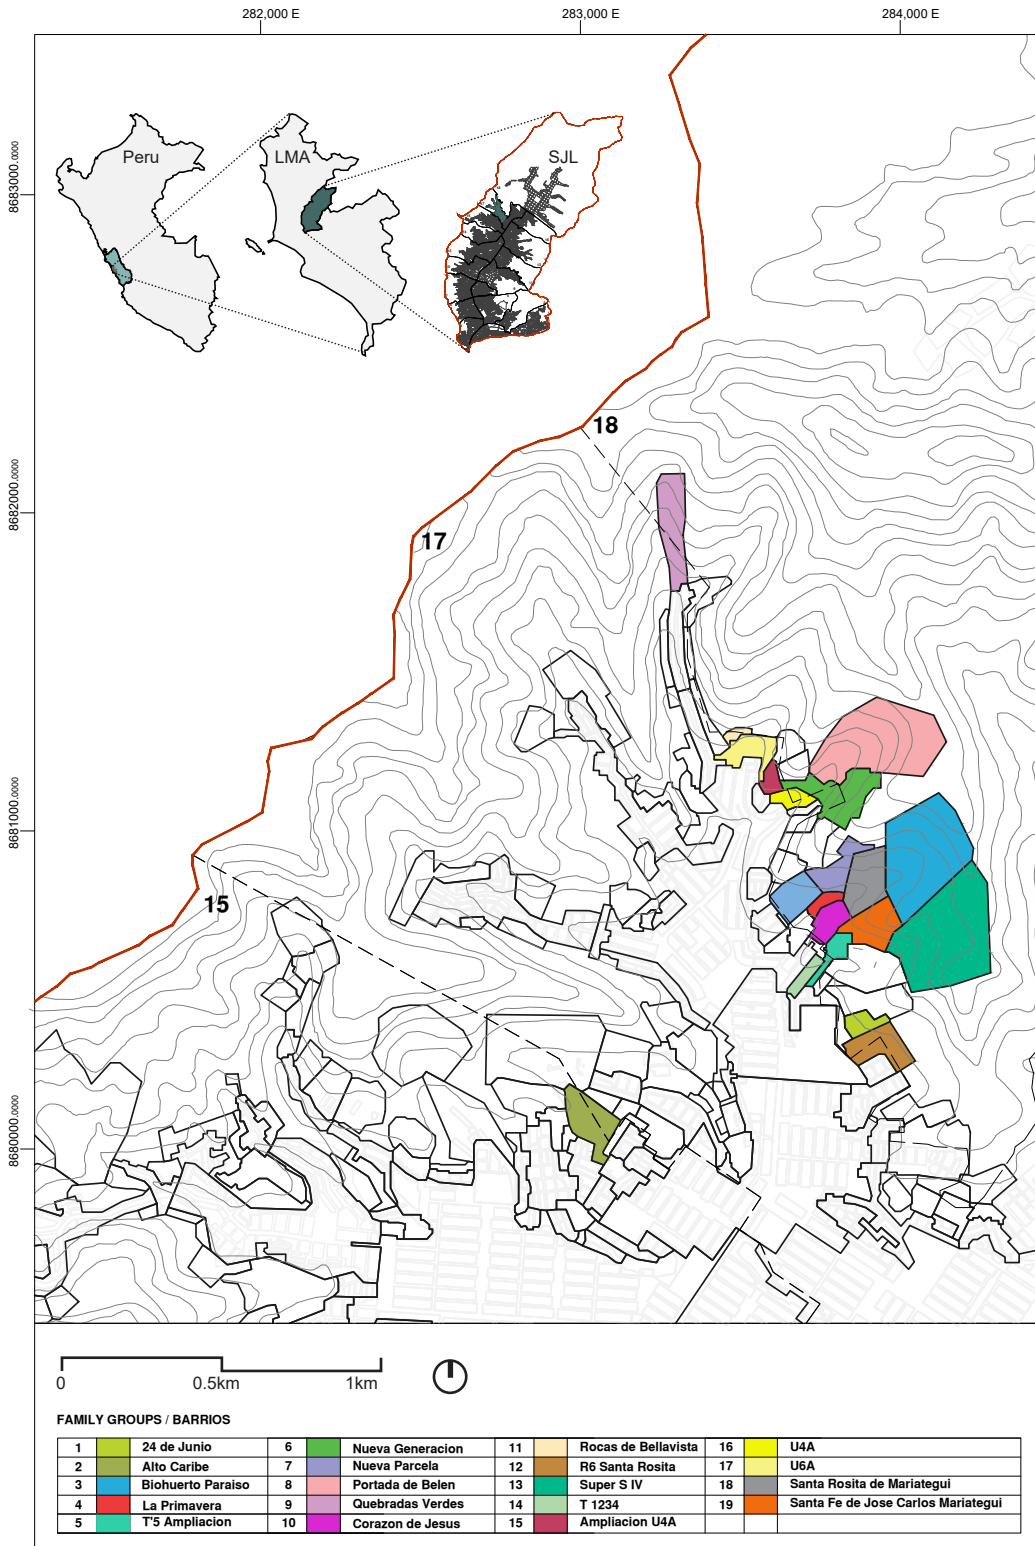 282,000 E
283,000 E
284,000 E
8683000.0000
8682000.0000
8681000.0000
8680000.0000
Peru
LMA
SJL
18
17
15
0
0.5km
1km
FAMILY GROUPS / BARRIOS
1 24 de Junio 6 Nueva Generacion 11 Rocas de Bellavista 16 U4A
2 Alto Caribe 7 Nueva Parcela 12 R6 Santa Rosita 17 U6A
3 Biohuerto Paraiso 8 Portada de Belen 13 Super S IV 18 Santa Rosita de Mariategui
4 La Primavera 9 Quebradas Verdes 14 T 1234 19 Santa Fe de Jose Carlos Mariategui
5 T'5 Ampliacion 10 Corazon de Jesus 15 Ampliacion U4A